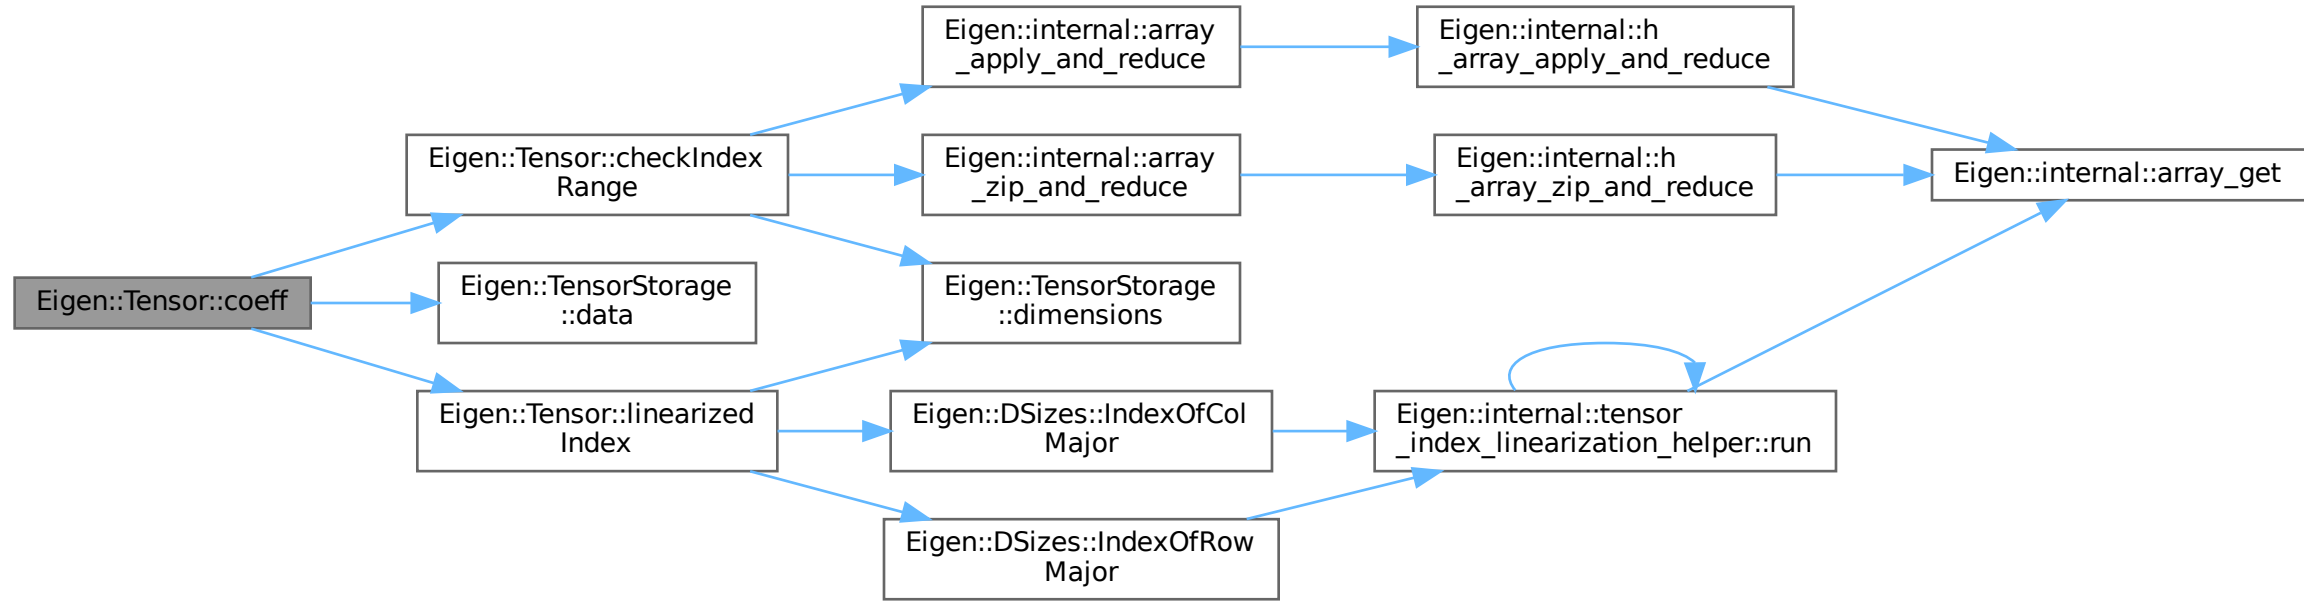 Eigen::Tensor::coeff
Eigen::Tensor::checkIndex
Range
Eigen::TensorStorage
::data
Eigen::Tensor::linearized
Index
Eigen::internal::array
_apply_and_reduce
Eigen::internal::array
_zip_and_reduce
Eigen::TensorStorage
::dimensions
Eigen::DSizes::IndexOfCol
Major
Eigen::DSizes::IndexOfRow
Major
Eigen::internal::h
_array_apply_and_reduce
Eigen::internal::h
_array_zip_and_reduce
Eigen::internal::tensor
_index_linearization_helper::run
Eigen::internal::array_get